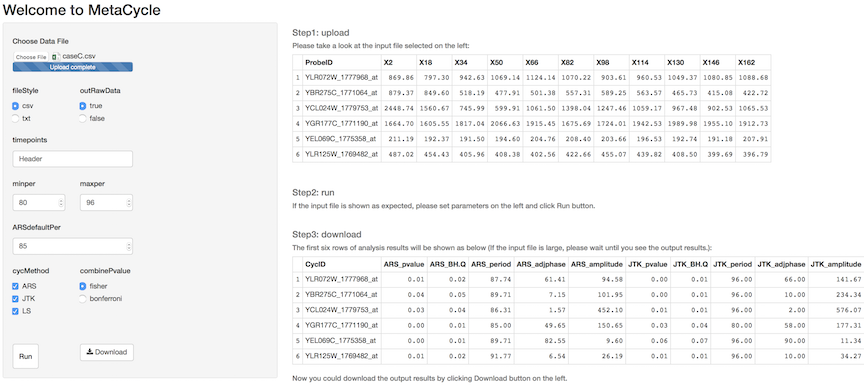 Welcome to MetaCycle
Choose Data File
Choose File caseC.csv
Upload complete
fileStyle outRawData
csv true
txt false
timepoints
Header
minper maxper
80 96
ARSdefaultPer
85
cycMethod combinePvalue
ARS fisher
JTK bonferroni
LS
Run Download
Step1: upload
Please take a look at the input file selected on the left:
ProbeID X2 X18 X34 X50 X66 X82 X98 X114 X130 X146 X162
1 YLR072W_1777968_at 869.86 797.30 942.63 1069.14 1124.14 1070.22 903.61 960.53 1049.37 1080.85 1088.68
2 YBR275C_1771064_at 879.37 849.60 518.19 477.91 501.38 557.31 589.25 563.57 465.73 415.08 422.72
3 YCL024W_1779753_at 2448.74 1560.67 745.99 599.91 1061.50 1398.04 1247.46 1059.17 967.48 902.53 1065.53
4 YGR177C_1771190_at 1664.70 1605.55 1817.04 2066.63 1915.45 1675.69 1724.01 1942.53 1989.98 1955.10 1912.73
5 YEL069C_1775358_at 211.19 192.37 191.50 194.60 204.76 208.40 203.66 196.53 192.74 191.18 207.91
6 YLR125W_1769482_at 487.02 454.43 405.96 408.38 402.56 422.66 455.07 439.82 408.50 399.69 396.79
Step2: run
If the input file is shown as expected, please set parameters on the left and click Run button.
Step3: download
The first six rows of analysis results will be shown as below (If the input file is large, please wait until you see the output results.):
CycID ARS_pvalue ARS_BH.Q ARS_period ARS_adjphase ARS_amplitude JTK_pvalue JTK_BH.Q JTK_period JTK_adjphase JTK_amplitude
1 YLR072W_1777968_at 0.01 0.02 87.74 61.41 94.58 0.00 0.01 96.00 66.00 141.67
2 YBR275C_1771064_at 0.04 0.05 89.71 7.15 101.95 0.00 0.01 96.00 10.00 234.34
3 YCL024W_1779753_at 0.03 0.04 86.31 1.57 452.10 0.01 0.01 96.00 2.00 576.07
4 YGR177C_1771190_at 0.00 0.01 85.00 49.65 150.65 0.03 0.04 80.00 58.00 177.31
5 YEL069C_1775358_at 0.00 0.01 89.71 82.55 9.60 0.06 0.07 96.00 90.00 11.34
6 YLR125W_1769482_at 0.01 0.02 91.77 6.54 26.19 0.01 0.01 96.00 10.00 34.27
Now you could download the output results by clicking Download button on the left.